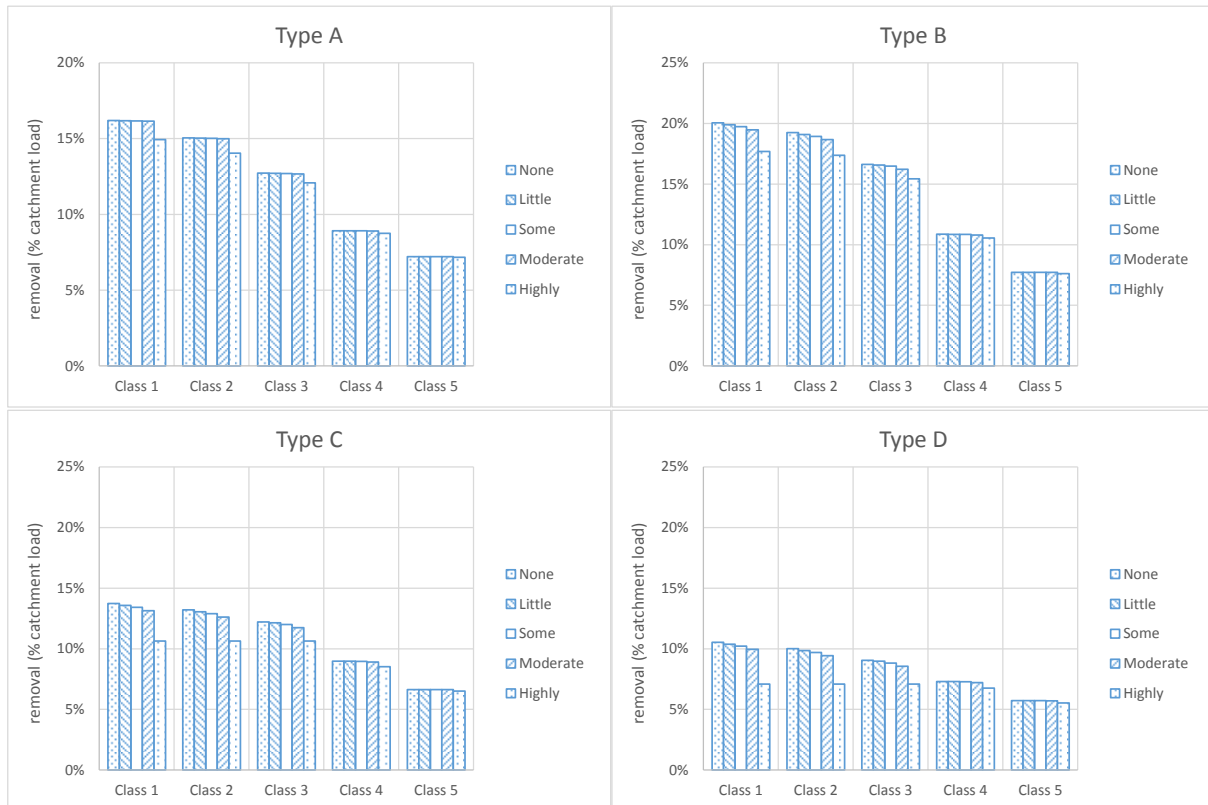 Type A
removal (% catchment load)
20%
15%
10%
5%
0%
Class 1 Class 2 Class 3 Class 4 Class 5
None
Little
Some
Moderate
Highly
Type B
removal (% catchment load)
25%
20%
15%
10%
5%
0%
Class 1 Class 2 Class 3 Class 4 Class 5
None
Little
Some
Moderate
Highly
Type C
removal (% catchment load)
25%
20%
15%
10%
5%
0%
Class 1 Class 2 Class 3 Class 4 Class 5
None
Little
Some
Moderate
Highly
Type D
removal (% catchment load)
25%
20%
15%
10%
5%
0%
Class 1 Class 2 Class 3 Class 4 Class 5
None
Little
Some
Moderate
Highly